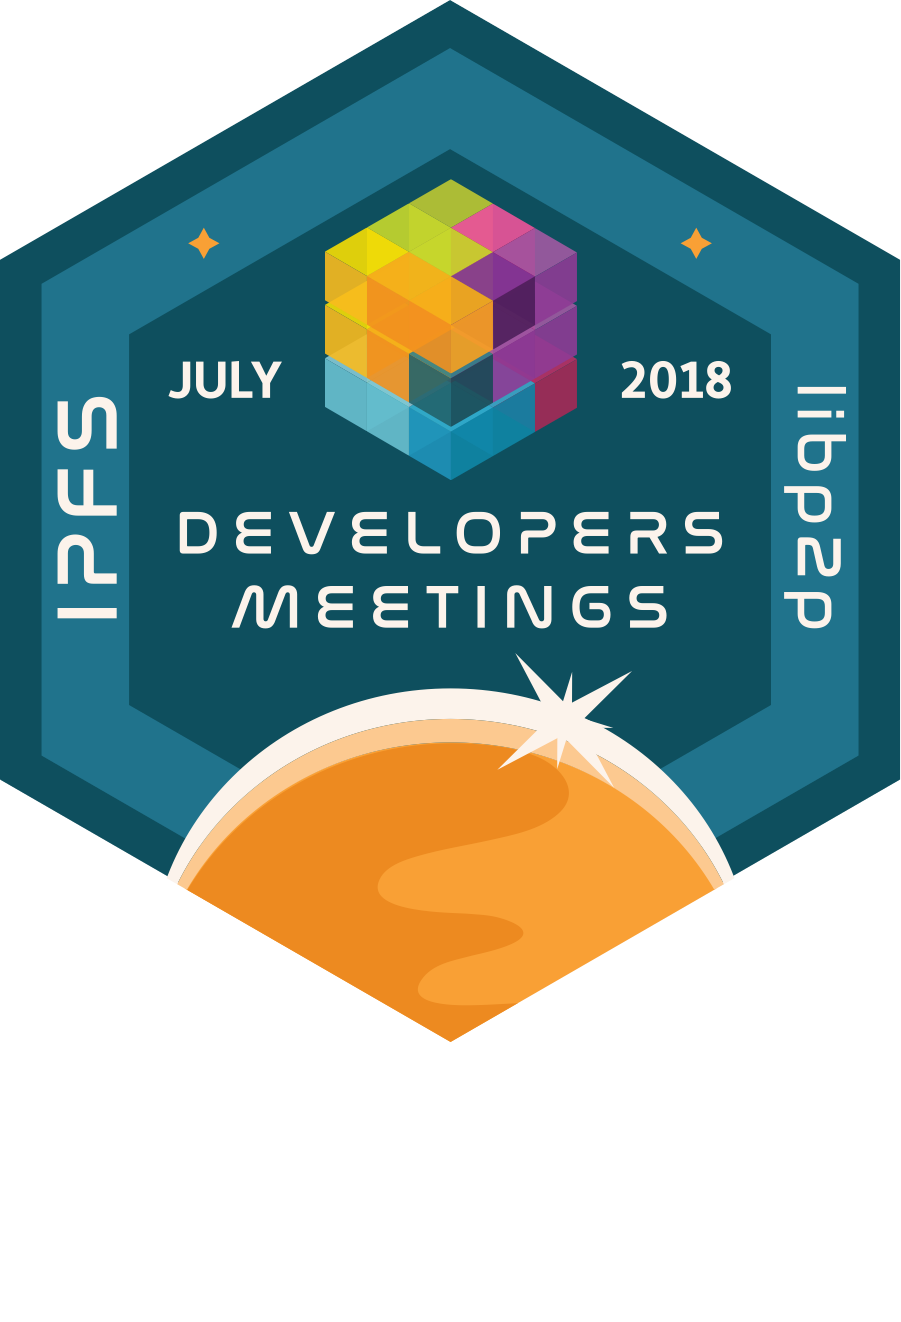 JULY
2018
IPFS
libp2p
DEVELOPERS
MEETINGS